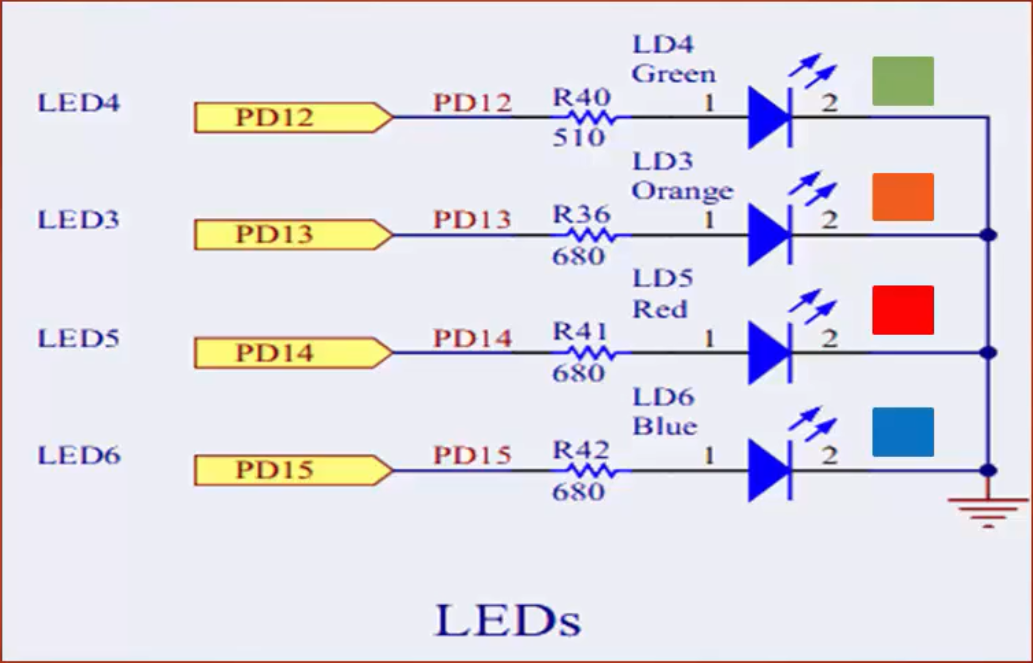 LD4
Green
LED4 PD12 PD12 R40 1 2
510
LD3
Orange
LED3 PD13 PD13 R36 1 2
680
LD5
Red
LED5 PD14 PD14 R41 1 2
680
LD6
Blue
LED6 PD15 PD15 R42 1 2
680
LEDs